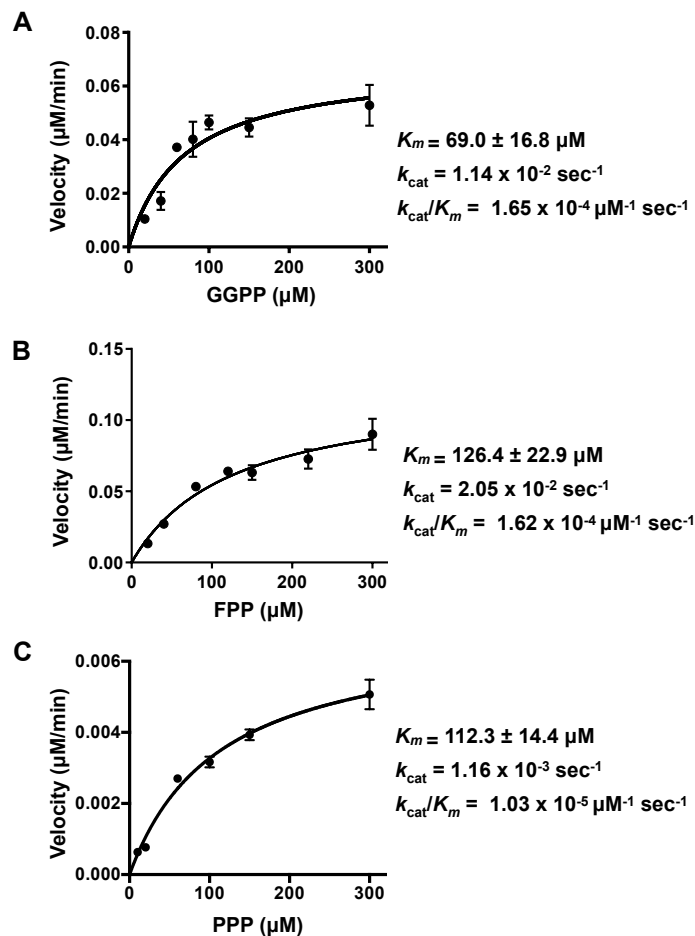 A
Velocity (µM/min)
0.08
0.06
0.04
0.02
0.00
0 100 200 300
GGPP (µM)
Km = 69.0 ± 16.8 µM
kcat = 1.14 x 10-2 sec-1
kcat/Km = 1.65 x 10-4 µM-1 sec-1
B
Velocity (µM/min)
0.15
0.10
0.05
0.00
0 100 200 300
FPP (µM)
Km = 126.4 ± 22.9 µM
kcat = 2.05 x 10-2 sec-1
kcat/Km = 1.62 x 10-4 µM-1 sec-1
C
Velocity (µM/min)
0.006
0.004
0.002
0.000
0 100 200 300
PPP (µM)
Km = 112.3 ± 14.4 µM
kcat = 1.16 x 10-3 sec-1
kcat/Km = 1.03 x 10-5 µM-1 sec-1